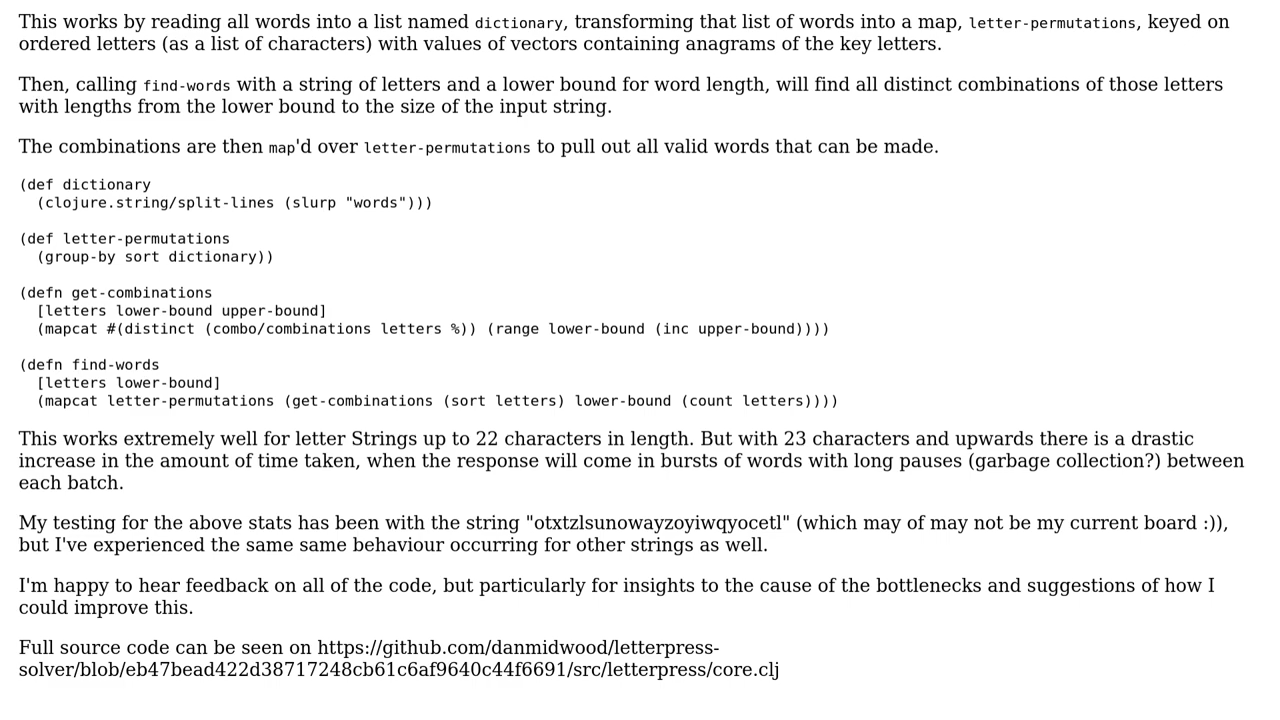 This works by reading all words into a list named dictionary, transforming that list of words into a map, letter-permutations, keyed on
ordered letters (as a list of characters) with values of vectors containing anagrams of the key letters.
Then, calling find-words with a string of letters and a lower bound for word length, will find all distinct combinations of those letters
with lengths from the lower bound to the size of the input string.
The combinations are then map'd over letter-permutations to pull out all valid words that can be made.
(def dictionary
  (clojure.string/split-lines (slurp "words")))
(def letter-permutations
  (group-by sort dictionary))
(defn get-combinations
  [letters lower-bound upper-bound]
  (mapcat #(distinct (combo/combinations letters %)) (range lower-bound (inc upper-bound))))
(defn find-words
  [letters lower-bound]
  (mapcat letter-permutations (get-combinations (sort letters) lower-bound (count letters))))
This works extremely well for letter Strings up to 22 characters in length. But with 23 characters and upwards there is a drastic
increase in the amount of time taken, when the response will come in bursts of words with long pauses (garbage collection?) between
each batch.
My testing for the above stats has been with the string "otxtzlsunowayzoyiwqyocetl" (which may of may not be my current board :)),
but I've experienced the same same behaviour occurring for other strings as well.
I'm happy to hear feedback on all of the code, but particularly for insights to the cause of the bottlenecks and suggestions of how I
could improve this.
Full source code can be seen on https://github.com/danmidwood/letterpress-
solver/blob/eb47bead422d38717248cb61c6af9640c44f6691/src/letterpress/core.clj